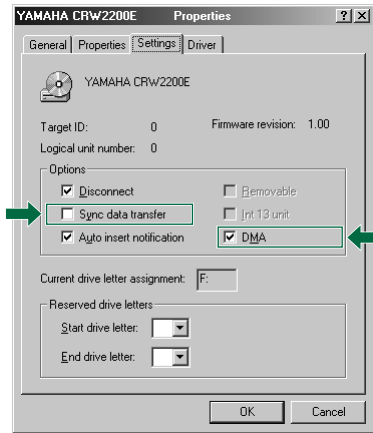 YAMAHA CRW2200E Properties ? x
General Properties Settings Driver
YAMAHA CRW2200E
Target ID: 0 Firmware revision: 1.00
Logical unit number: 0
Options
Disconnect Removable
Sync data transfer Int 13 unit
Auto insert notification DMA
Current drive letter assignment: F:
Reserved drive letters
Start drive letter:
End drive letter:
OK Cancel